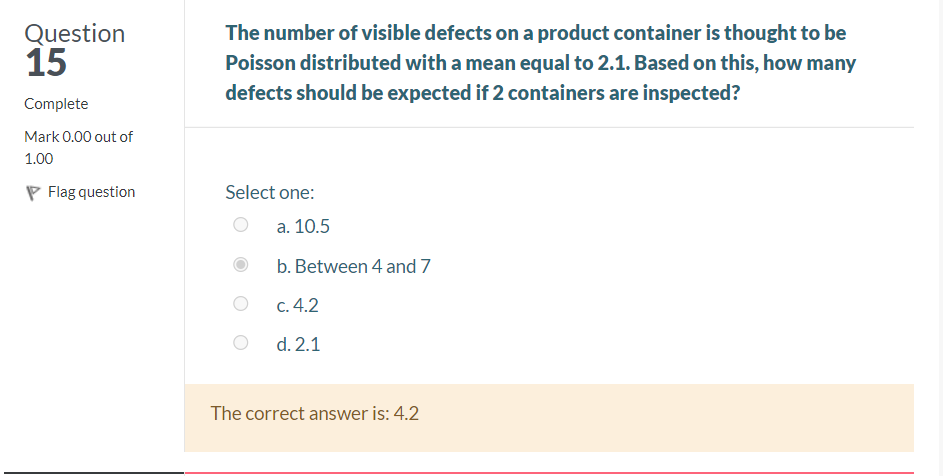 Question
15
Complete
Mark 0.00 out of
1.00
Flag question
The number of visible defects on a product container is thought to be
Poisson distributed with a mean equal to 2.1. Based on this, how many
defects should be expected if 2 containers are inspected?
Select one:
a. 10.5
b. Between 4 and 7
c. 4.2
d. 2.1
The correct answer is: 4.2